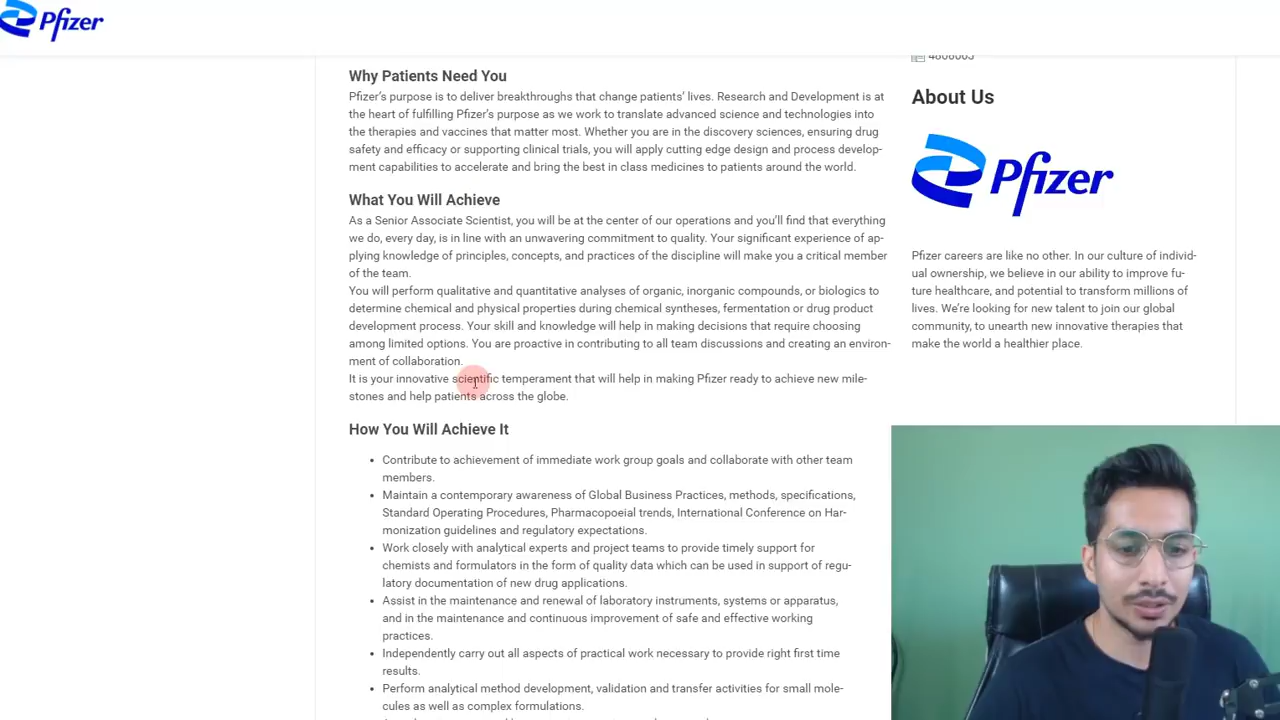 Pfizer
Why Patients Need You
Pfizer's purpose is to deliver breakthroughs that change patients' lives. Research and Development is at
the heart of fulfilling Pfizer's purpose as we work to translate advanced science and technologies into
the therapies and vaccines that matter most. Whether you are in the discovery sciences, ensuring drug
safety and efficacy or supporting clinical trials, you will apply cutting edge design and process develop-
ment capabilities to accelerate and bring the best in class medicines to patients around the world.
What You Will Achieve
As a Senior Associate Scientist, you will be at the center of our operations and you'll find that everything
we do, every day, is in line with an unwavering commitment to quality. Your significant experience of ap-
plying knowledge of principles, concepts, and practices of the discipline will make you a critical member
of the team.
You will perform qualitative and quantitative analyses of organic, inorganic compounds, or biologics to
determine chemical and physical properties during chemical syntheses, fermentation or drug product
development process. Your skill and knowledge will help in making decisions that require choosing
among limited options. You are proactive in contributing to all team discussions and creating an environ-
ment of collaboration.
It is your innovative scientific temperament that will help in making Pfizer ready to achieve new mile-
stones and help patients across the globe.
How You Will Achieve It
• Contribute to achievement of immediate work group goals and collaborate with other team
members.
• Maintain a contemporary awareness of Global Business Practices, methods, specifications,
Standard Operating Procedures, Pharmacopoeial trends, International Conference on Har-
monization guidelines and regulatory expectations.
• Work closely with analytical experts and project teams to provide timely support for
chemists and formulators in the form of quality data which can be used in support of regu-
latory documentation of new drug applications.
• Assist in the maintenance and renewal of laboratory instruments, systems or apparatus,
and in the maintenance and continuous improvement of safe and effective working
practices.
• Independently carry out all aspects of practical work necessary to provide right first time
results.
• Perform analytical method development, validation and transfer activities for small mole-
cules as well as complex formulations.
About Us
Pfizer
Pfizer careers are like no other. In our culture of individ-
ual ownership, we believe in our ability to improve fu-
ture healthcare, and potential to transform millions of
lives. We're looking for new talent to join our global
community, to unearth new innovative therapies that
make the world a healthier place.